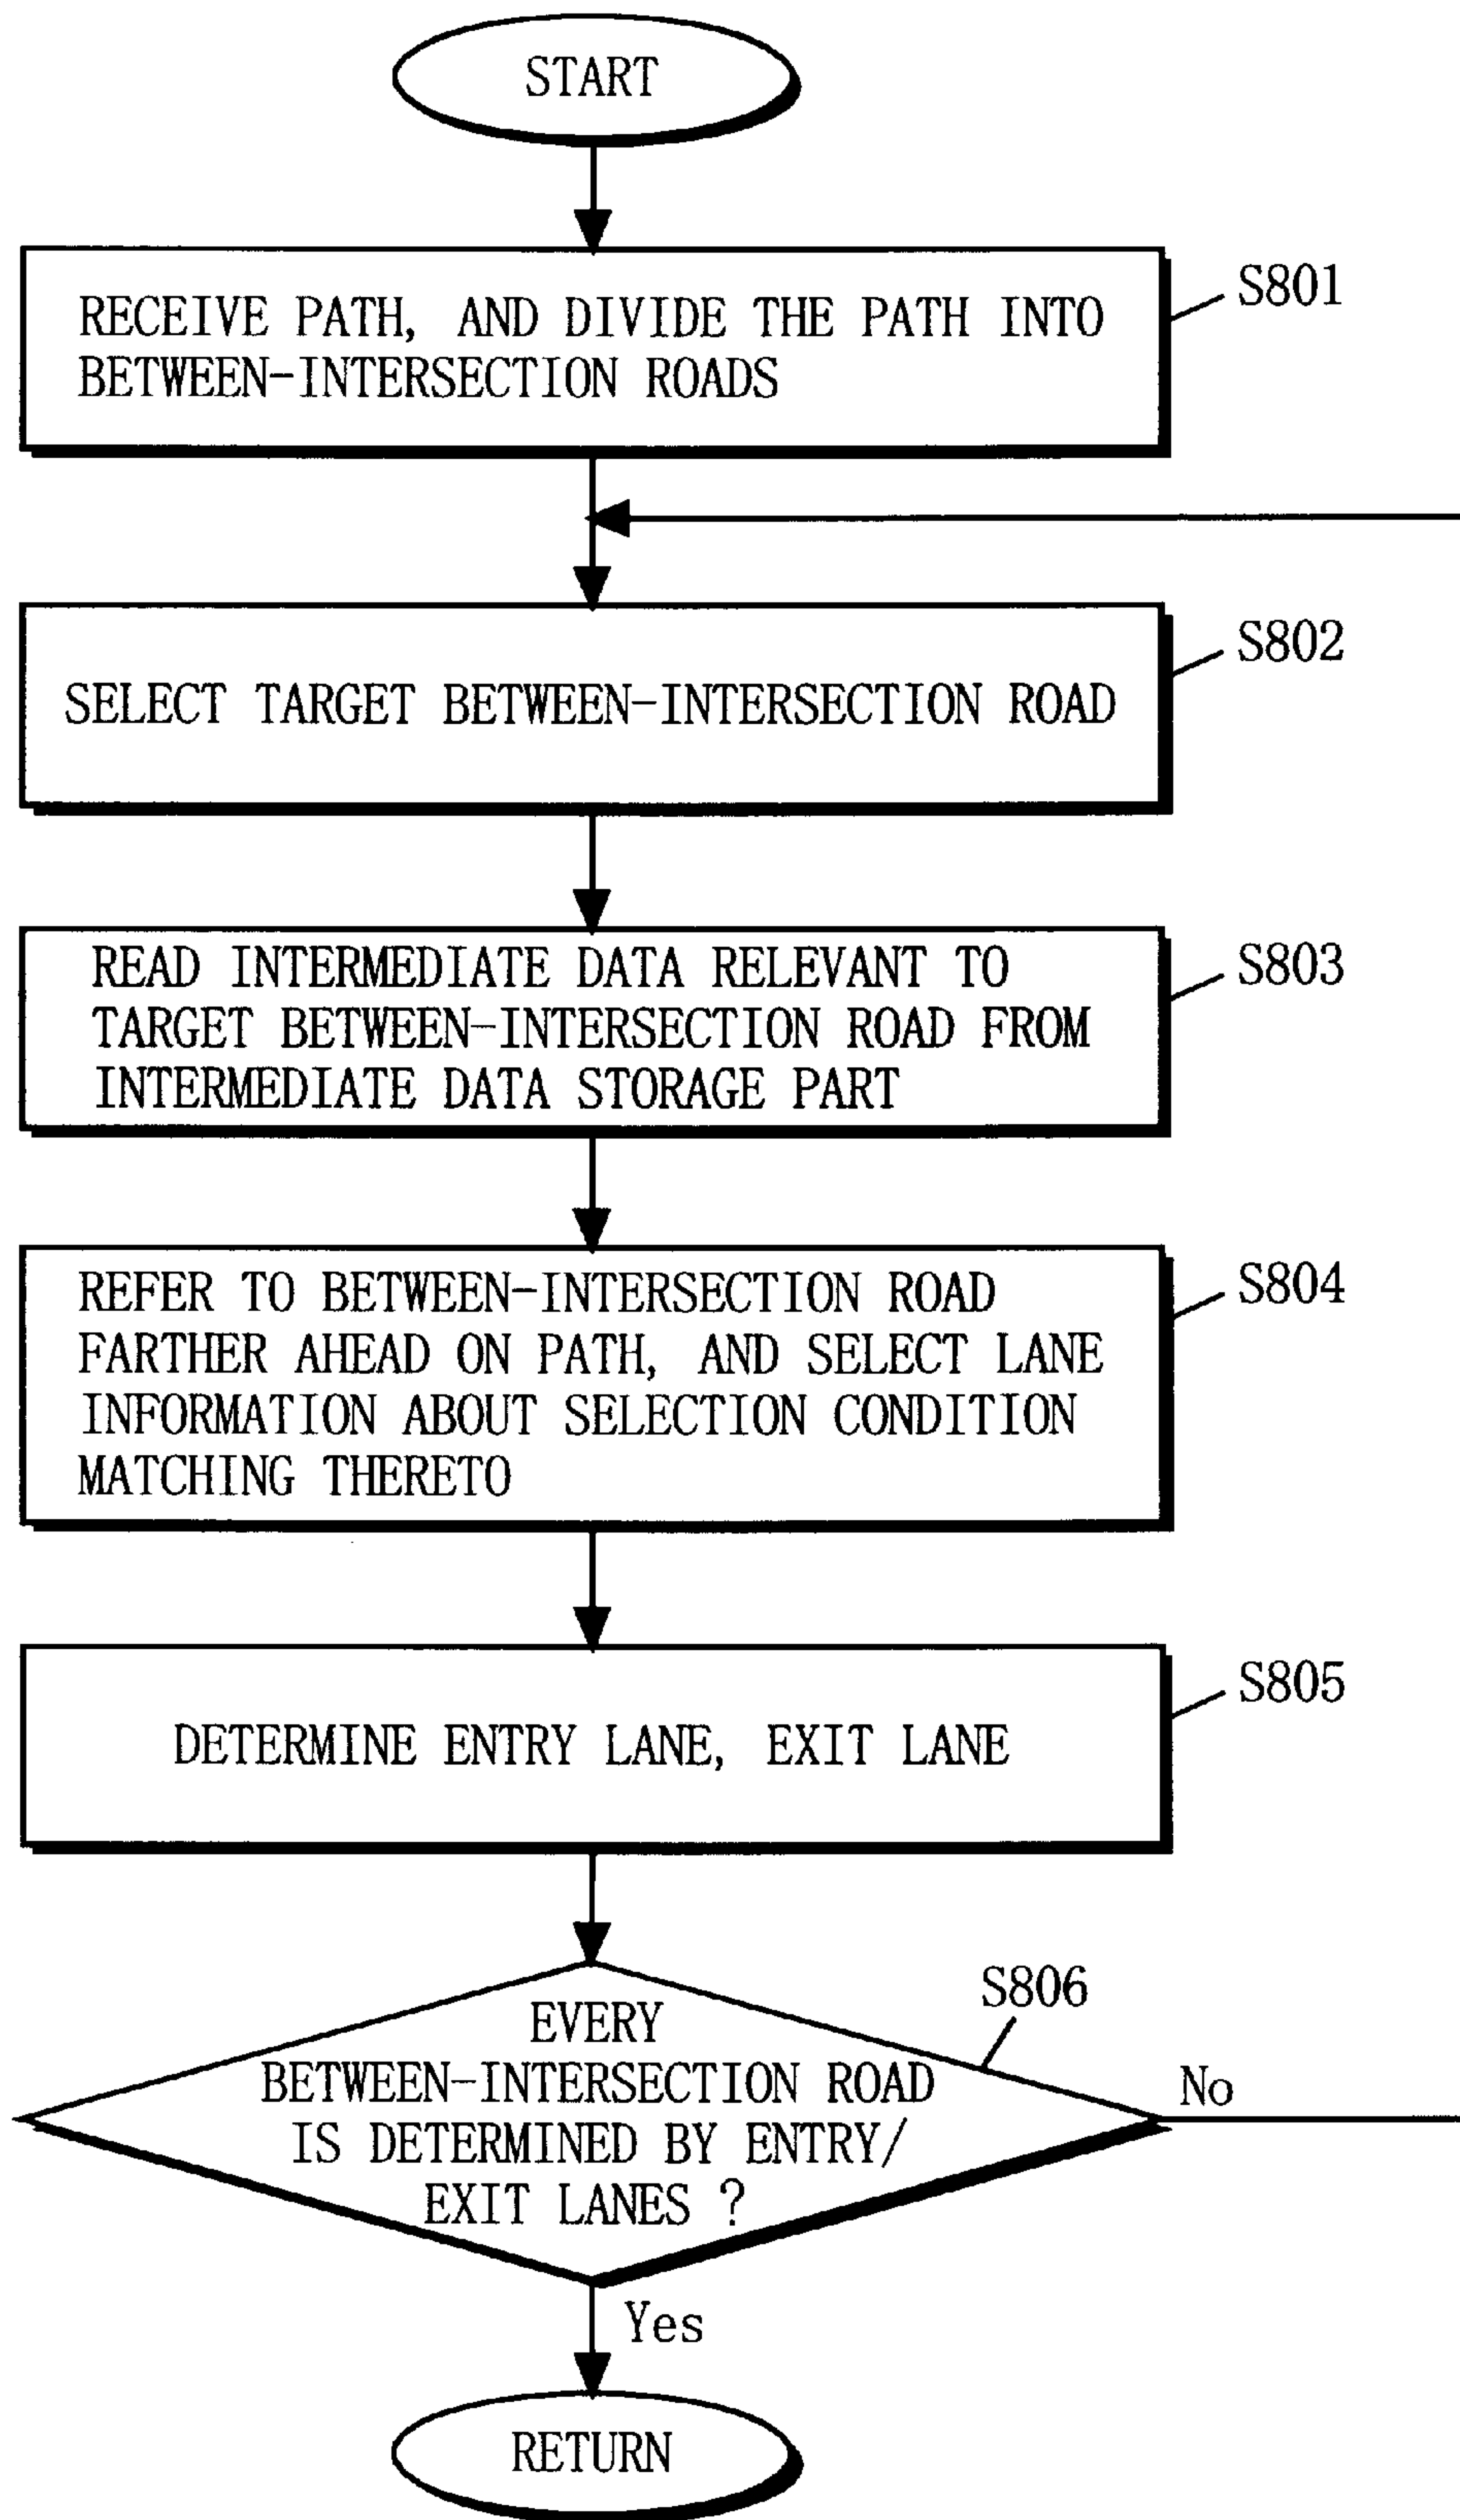 START
RECEIVE PATH, AND DIVIDE THE PATH INTO
BETWEEN-INTERSECTION ROADS
S801
SELECT TARGET BETWEEN-INTERSECTION ROAD
S802
READ INTERMEDIATE DATA RELEVANT TO
TARGET BETWEEN-INTERSECTION ROAD FROM
INTERMEDIATE DATA STORAGE PART
S803
REFER TO BETWEEN-INTERSECTION ROAD
FARTHER AHEAD ON PATH, AND SELECT LANE
INFORMATION ABOUT SELECTION CONDITION
MATCHING THERETO
S804
DETERMINE ENTRY LANE, EXIT LANE
S805
EVERY
BETWEEN-INTERSECTION ROAD
IS DETERMINED BY ENTRY/
EXIT LANES ?
S806
No
Yes
RETURN